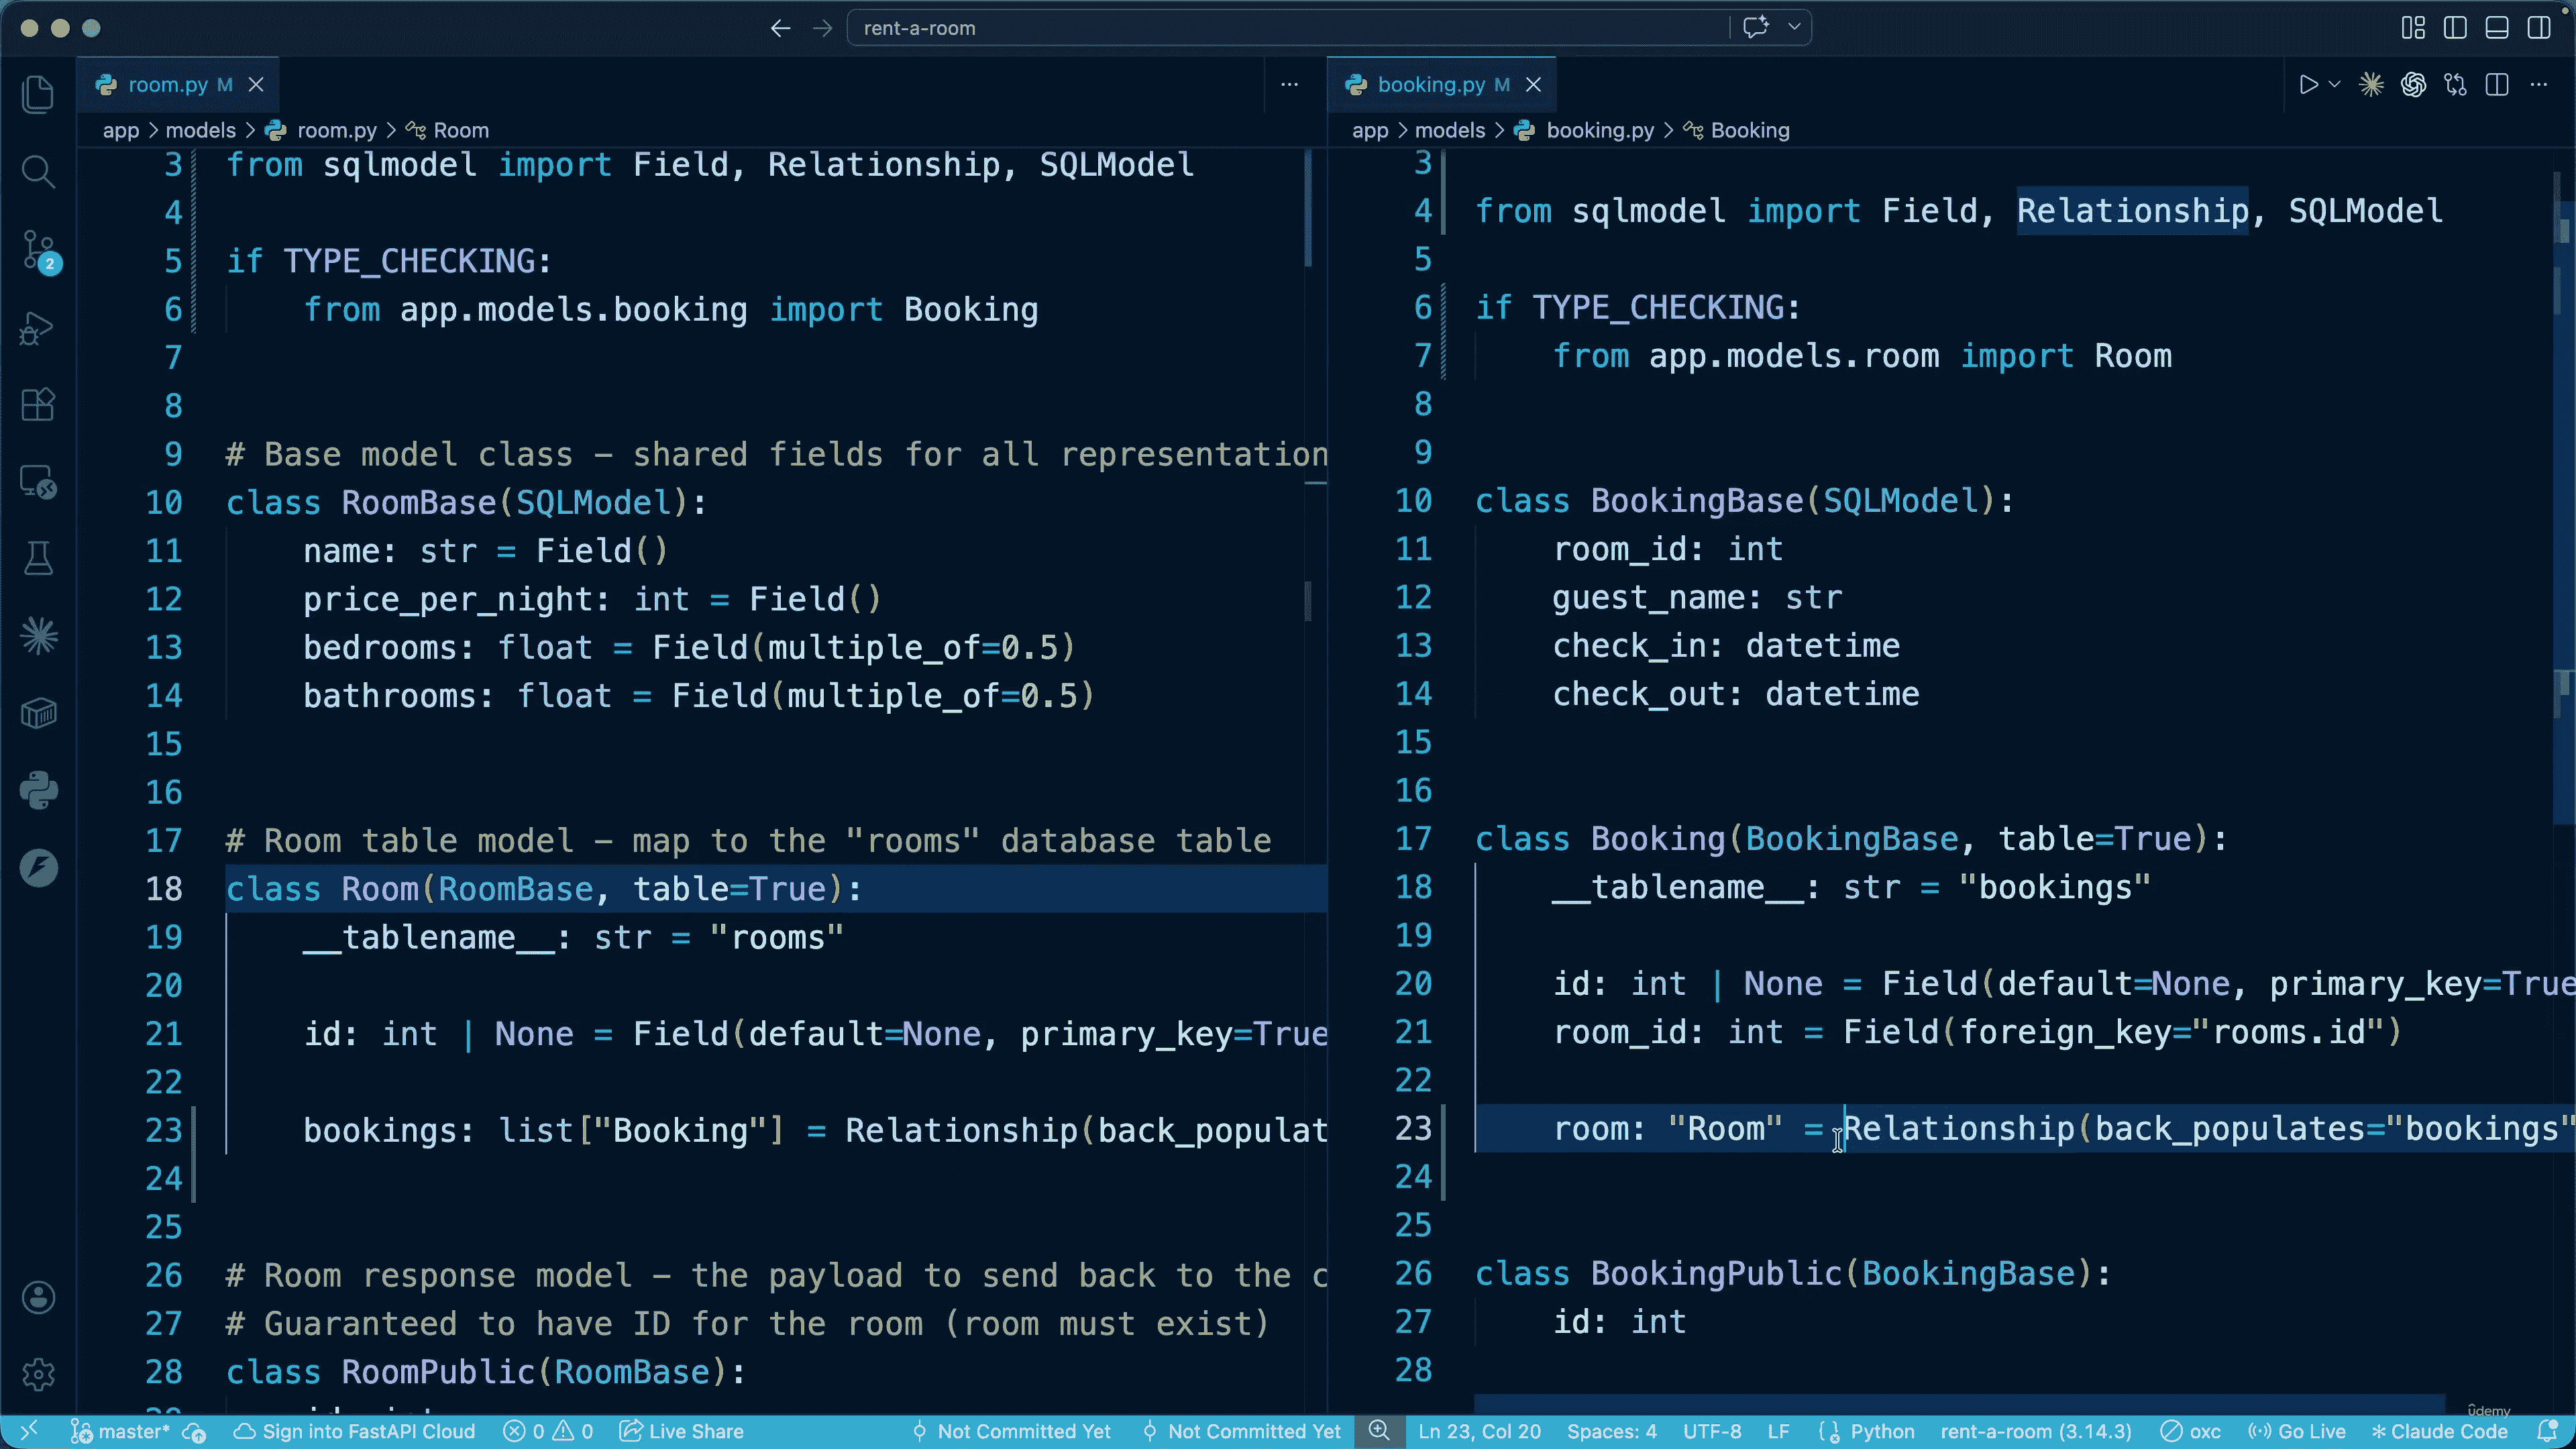 rent-a-room
room.py M
app > models > room.py > Room
3 from sqlmodel import Field, Relationship, SQLModel
4
5 if TYPE_CHECKING:
6 from app.models.booking import Booking
7
8
9 # Base model class – shared fields for all representation
10 class RoomBase(SQLModel):
11 name: str = Field()
12 price_per_night: int = Field()
13 bedrooms: float = Field(multiple_of=0.5)
14 bathrooms: float = Field(multiple_of=0.5)
15
16
17 # Room table model – map to the "rooms" database table
18 class Room(RoomBase, table=True):
19 __tablename__: str = "rooms"
20
21 id: int | None = Field(default=None, primary_key=True
22
23 bookings: list["Booking"] = Relationship(back_populat
24
25
26 # Room response model – the payload to send back to the c
27 # Guaranteed to have ID for the room (room must exist)
28 class RoomPublic(RoomBase):
booking.py M
app > models > booking.py > Booking
3
4 from sqlmodel import Field, Relationship, SQLModel
5
6 if TYPE_CHECKING:
7 from app.models.room import Room
8
9
10 class BookingBase(SQLModel):
11 room_id: int
12 guest_name: str
13 check_in: datetime
14 check_out: datetime
15
16
17 class Booking(BookingBase, table=True):
18 __tablename__: str = "bookings"
19
20 id: int | None = Field(default=None, primary_key=True
21 room_id: int = Field(foreign_key="rooms.id")
22
23 room: "Room" = Relationship(back_populates="bookings"
24
25
26 class BookingPublic(BookingBase):
27 id: int
28
2
udemy
master* Sign into FastAPI Cloud 0 0 Live Share Not Committed Yet Not Committed Yet Ln 23, Col 20 Spaces: 4 UTF-8 LF Python rent-a-room (3.14.3) oxc Go Live Claude Code